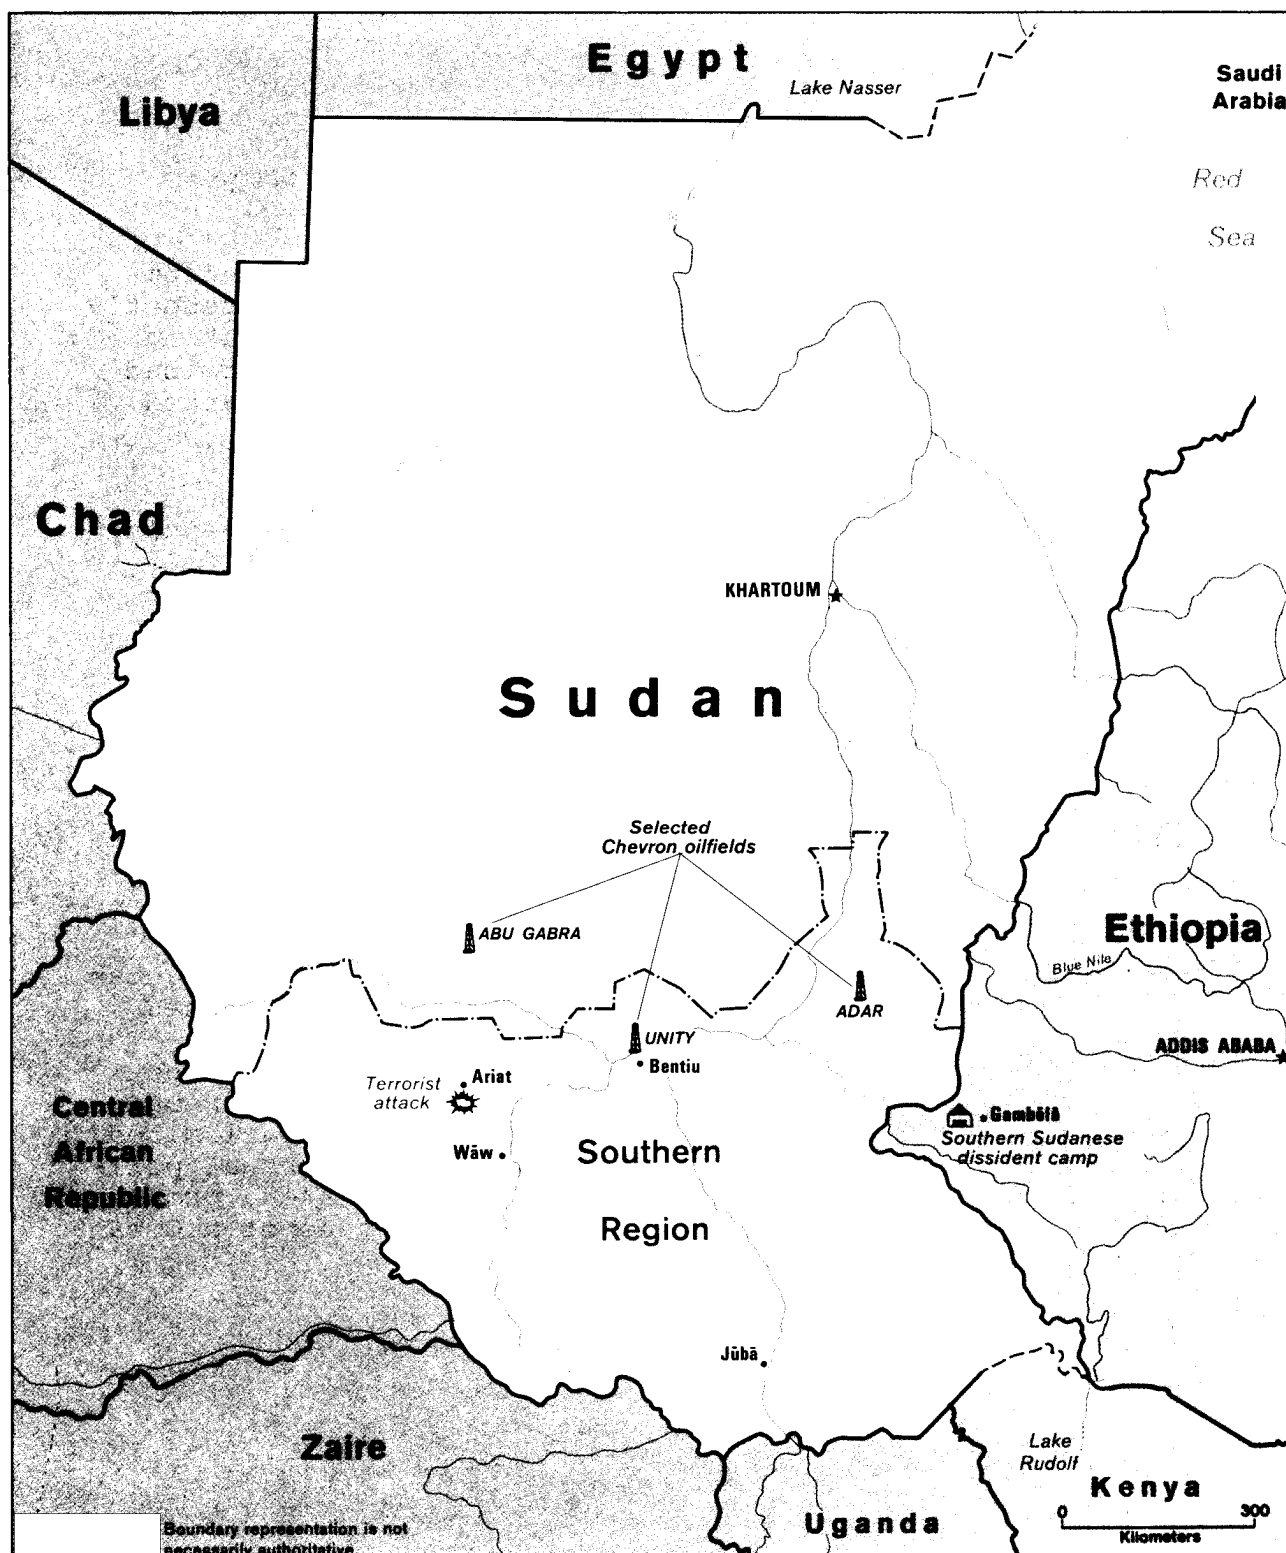 Egypt
Lake Nasser
Saudi
Arabia
Libya
Red
Sea
Chad
KHARTOUM
Sudan
Selected
Chevron oilfields
ABU GABRA
Ethiopia
Blue Nile
ADAR
UNITY
ADDIS ABABA
Bentiu
Ariat
Terrorist
attack
Central
African
Republic
Gambēlā
Southern Sudanese
dissident camp
Wāw
Southern
Region
Jūbā
Zaire
Lake
Rudolf
Kenya
Uganda
0 300
Kilometers
Boundary representation is not
necessarily authoritative